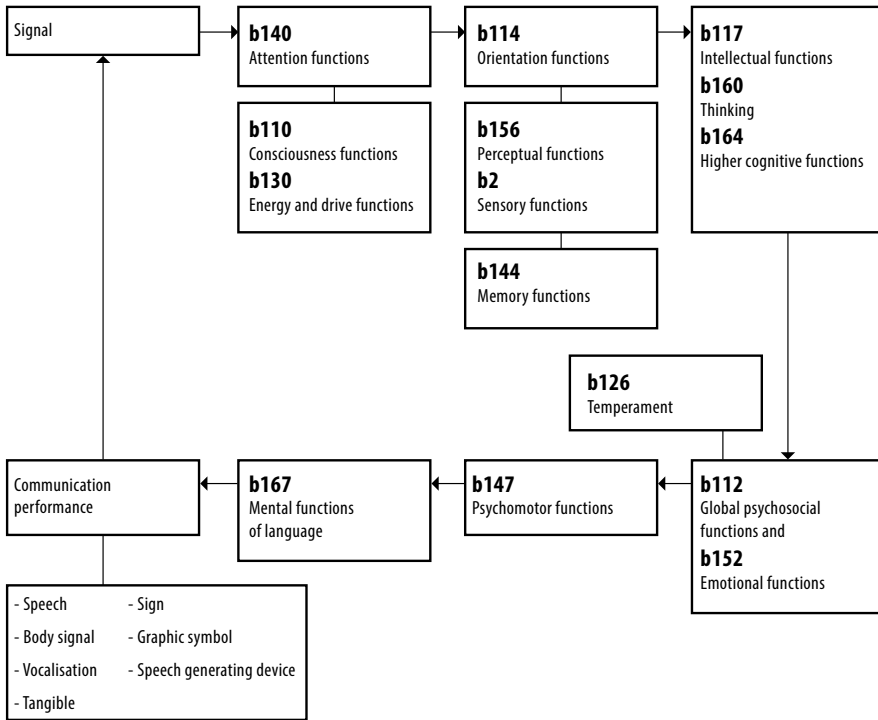 Signal
b140
Attention functions
b114
Orientation functions
b117
Intellectual functions
b160
Thinking
b164
Higher cognitive functions
b110
Consciousness functions
b130
Energy and drive functions
b156
Perceptual functions
b2
Sensory functions
b144
Memory functions
b126
Temperament
Communication
performance
b167
Mental functions
of language
b147
Psychomotor functions
b112
Global psychosocial
functions and
b152
Emotional functions
- Speech
- Sign
- Body signal
- Graphic symbol
- Vocalisation
- Speech generating device
- Tangible